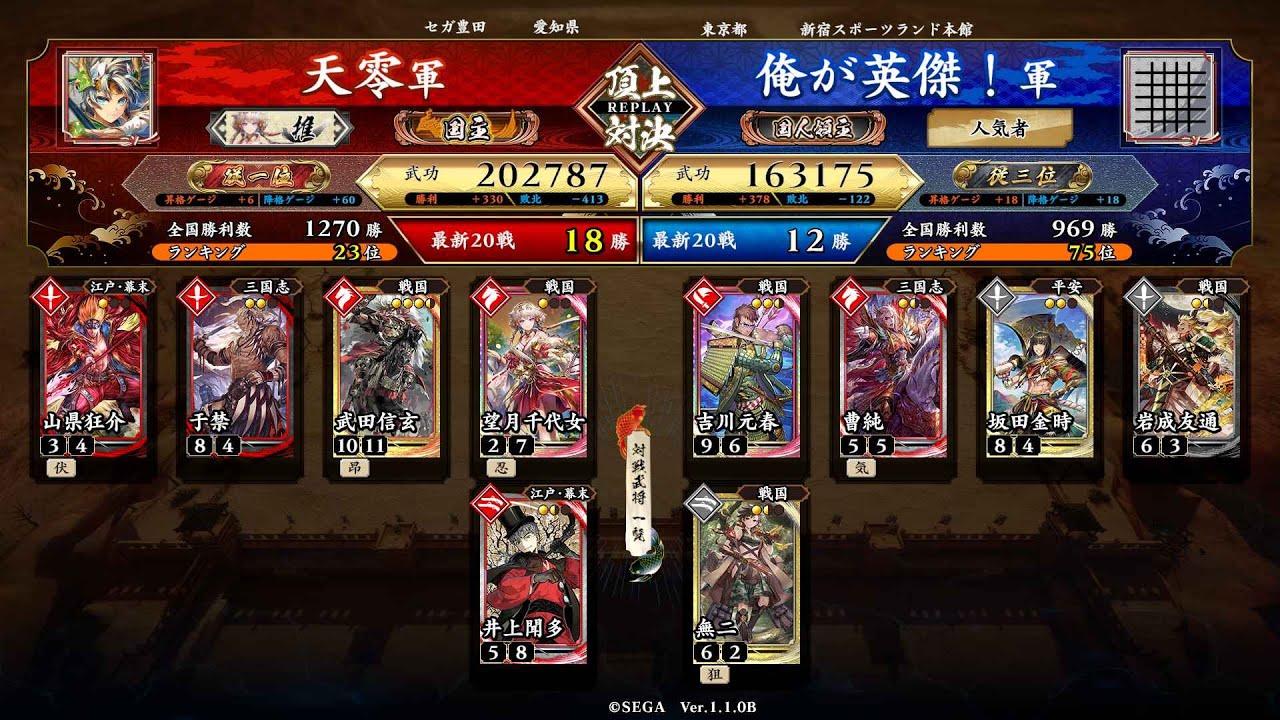 セガ豊田 愛知県 東京都 新宿スポーツランド本館
天零軍 頂上 俺が英傑！軍
REPLAY
対決
推 国主 国人領主 人気者
従一位 武功 202787 武功 163175 従三位
昇格ゲージ +6 降格ゲージ +60 勝利 +330 敗北 -413 勝利 +378 敗北 -122 昇格ゲージ +18 降格ゲージ +18
全国勝利数 1270勝 最新20戦 18勝 最新20戦 12勝 全国勝利数 969勝
ランキング 23位 ランキング 75位
江戸・幕末 三国志 戦国 戦国 戦国 三国志 平安 戦国
山県狂介 于禁 武田信玄 望月千代女 吉川元春 曹純 坂田金時 岩成友通
3 4 8 4 10 11 2 7 9 6 5 5 8 4 6 3
伏 昴 忍 気
対戦武将一覧
江戸・幕末 戦国
井上聞多 無二
5 8 6 2
狙
©SEGA Ver.1.1.0B